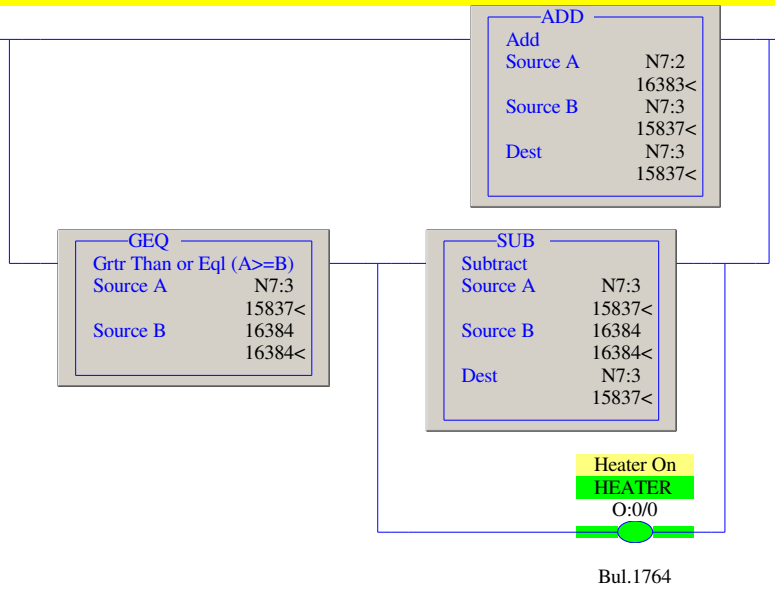 ADD
Add
Source A N7:2
16383<
Source B N7:3
15837<
Dest N7:3
15837<
GEQ
Grtr Than or Eql (A>=B)
Source A N7:3
15837<
Source B 16384
16384<
SUB
Subtract
Source A N7:3
15837<
Source B 16384
16384<
Dest N7:3
15837<
Heater On
HEATER
O:0/0
Bul.1764